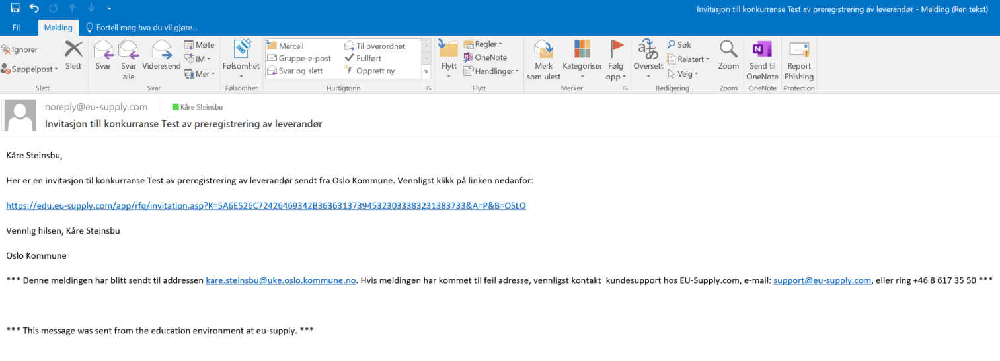 Invitasjon till konkurranse Test av preregistrering av leverandør - Melding (Ren tekst)
Fil Melding Fortell meg hva du vil gjøre...
Ignorer
Søppelpost
Slett
Slett
Svar
Svar alle
Videresend
Møte
IM
Mer
Svar
Følsomhet
Følsomhet
Mercell
Gruppe-e-post
Svar og slett
Til overordnet
Fullført
Opprett ny
Hurtigtrinn
Flytt
Regler
OneNote
Handlinger
Flytt
Merk som ulest
Kategoriser
Følg opp
Merker
Oversett
Søk
Relatert
Velg
Redigering
Zoom
Zoom
Send til OneNote
OneNote
Report Phishing
Protection
noreply@eu-supply.com Kåre Steinsbu
Invitasjon till konkurranse Test av preregistrering av leverandør
Kåre Steinsbu,
Her er en invitasjon til konkurranse Test av preregistrering av leverandør sendt fra Oslo Kommune. Vennligst klikk på linken nedanfor:
https://edu.eu-supply.com/app/rfq/invitation.asp?K=5A6E526C72426469342B3636313739453230333832313837​33&A=P&B=OSLO
Vennlig hilsen, Kåre Steinsbu
Oslo Kommune
*** Denne meldingen har blitt sendt til addressen kare.steinsbu@uke.oslo.kommune.no. Hvis meldingen har kommet til feil adresse, vennligst kontakt  kundesupport hos EU-Supply.com, e-mail: support@eu-supply.com, eller ring +46 8 617 35 50 ***
*** This message was sent from the education environment at eu-supply. ***